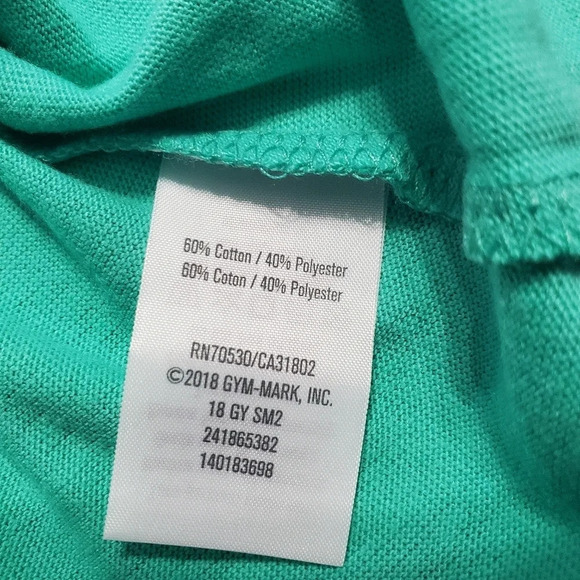 60% Cotton / 40% Polyester
60% Coton / 40% Polyester
RN70530/CA31802
©2018 GYM-MARK, INC.
18 GY SM2
241865382
140183698